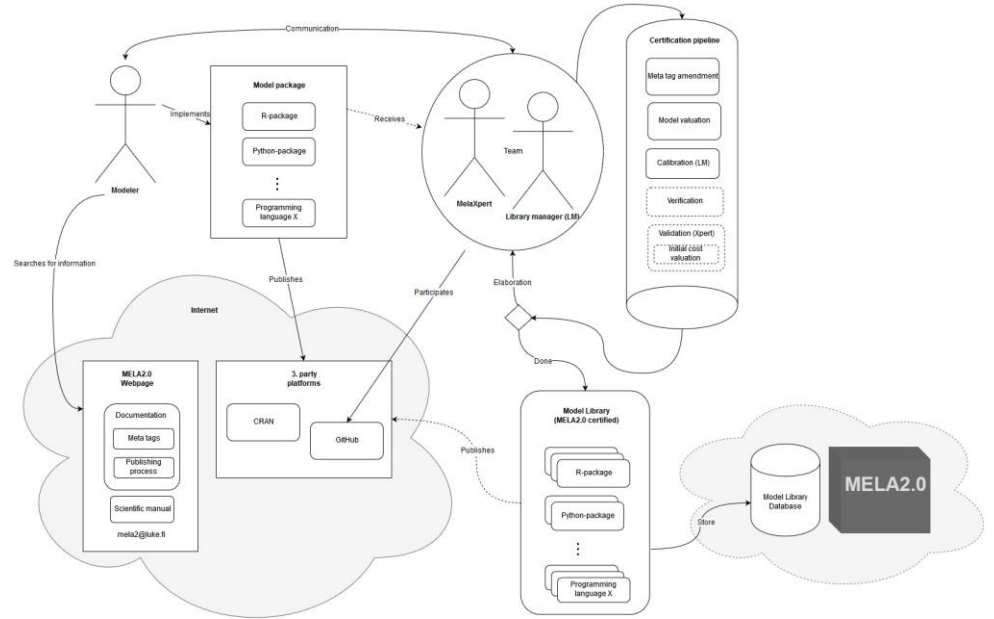 Communication
Certification pipeline
Meta tag amendment
Model valuation
Calibration (LM)
Verification
Validation (Xpert)
Initial cost
valuation
Model package
R-package
Python-package
Programming
language X
Implements
Receives
Modeler
Team
MelaXpert
Library manager (LM)
Searches for information
Publishes
Participates
Elaboration
Done
Internet
MELA2.0
Webpage
Documentation
Meta tags
Publishing
process
Scientific manual
mela2@luke.fi
3. party
platforms
CRAN
GitHub
Publishes
Model Library
(MELA2.0 certified)
R-package
Python-package
Programming
language X
Store
Model Library
Database
MELA2.0